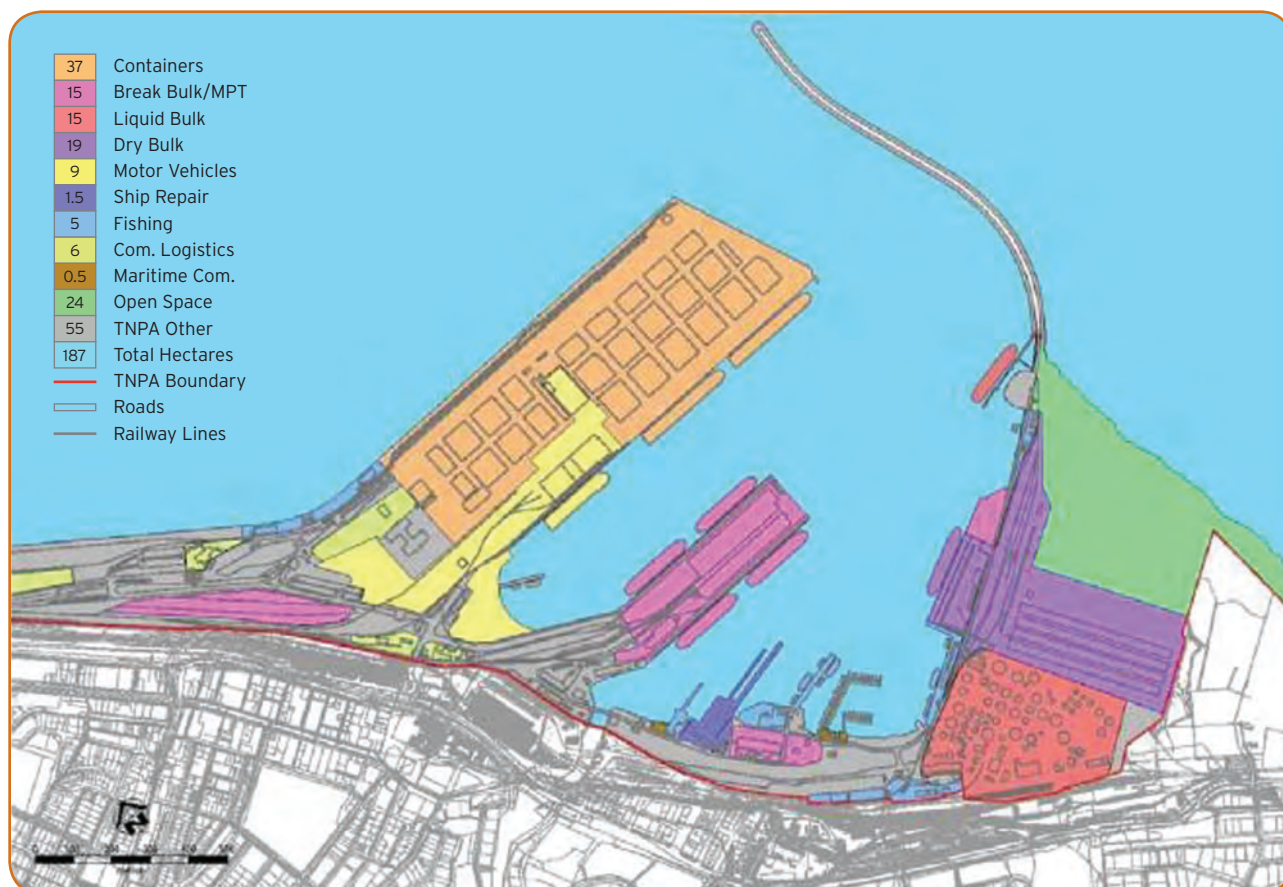 37 Containers
15 Break Bulk/MPT
15 Liquid Bulk
19 Dry Bulk
9 Motor Vehicles
1.5 Ship Repair
5 Fishing
6 Com. Logistics
0.5 Maritime Com.
24 Open Space
55 TNPA Other
187 Total Hectares
TNPA Boundary
Roads
Railway Lines